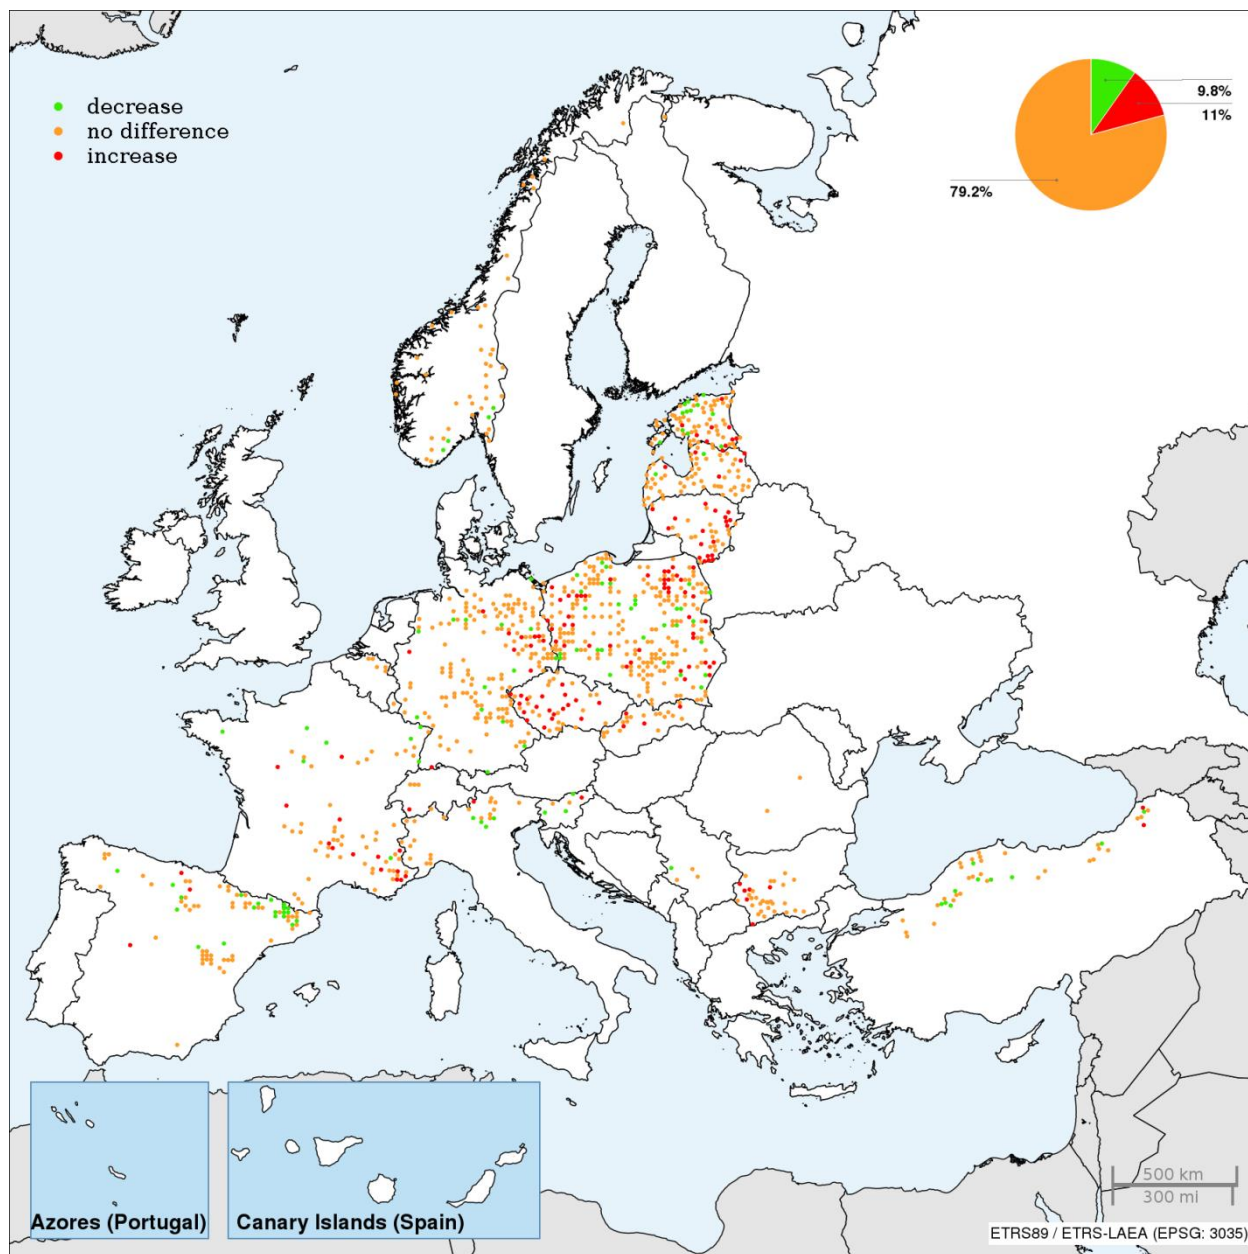 decrease
no difference
increase
9.8%
11%
79.2%
Azores (Portugal)
Canary Islands (Spain)
500 km
300 mi
ETRS89 / ETRS-LAEA (EPSG: 3035)